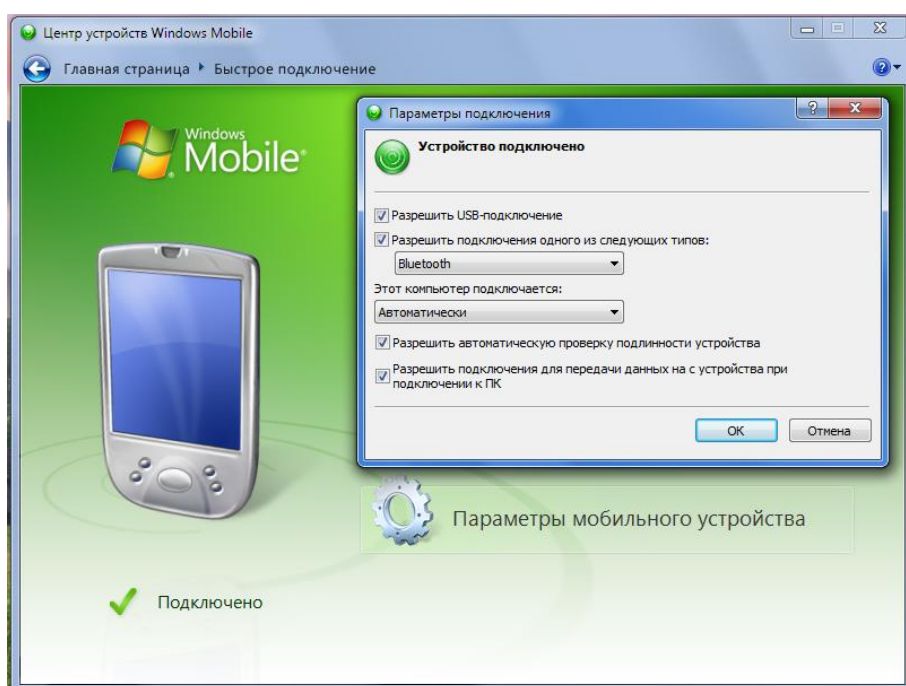 Центр устройств Windows Mobile
Главная страница Быстрое подключение
Windows
Mobile
Параметры подключения
Устройство подключено
Разрешить USB-подключение
Разрешить подключения одного из следующих типов:
Bluetooth
Этот компьютер подключается:
Автоматически
Разрешить автоматическую проверку подлинности устройства
Разрешить подключения для передачи данных на с устройства при
подключении к ПК
OK Отмена
Параметры мобильного устройства
Подключено